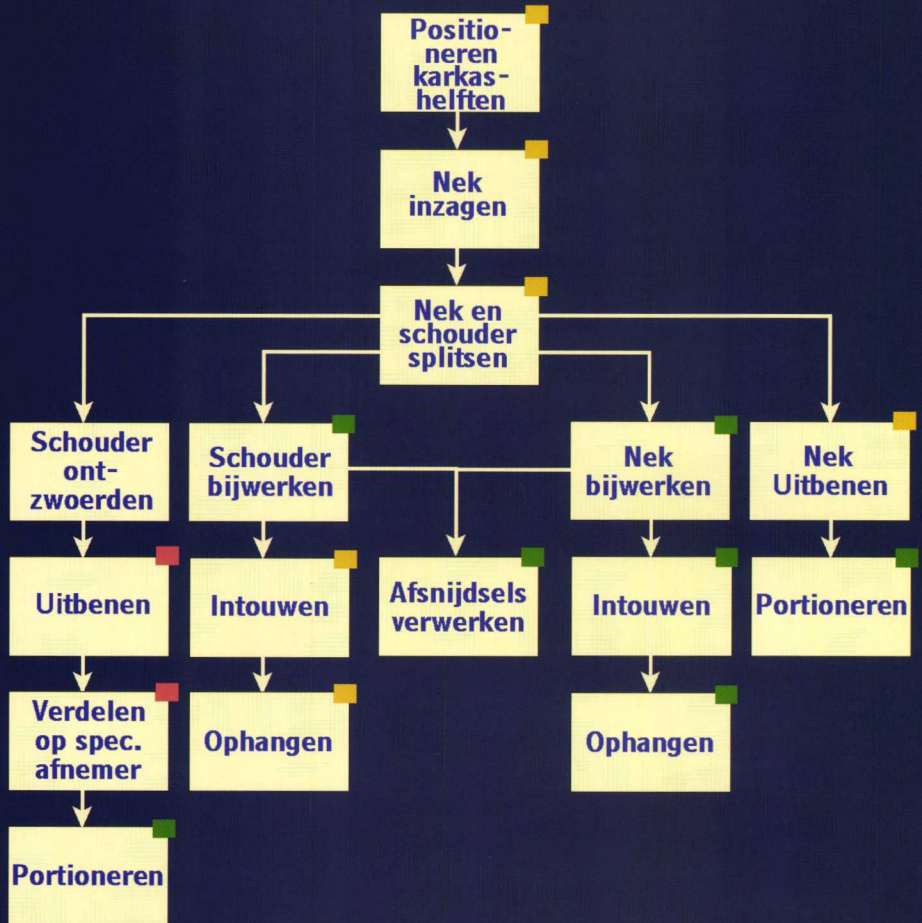 Positio-
neren
karkas-
helften
Nek
inzagen
Nek en
schouder
splitsen
Schouder
ont-
zwoerden
Schouder
bijwerken
Nek
bijwerken
Nek
Uitbenen
Uitbenen
Intouwen
Afsnijdsels
verwerken
Intouwen
Portioneren
Verdelen
op spec.
afnemer
Ophangen
Ophangen
Portioneren